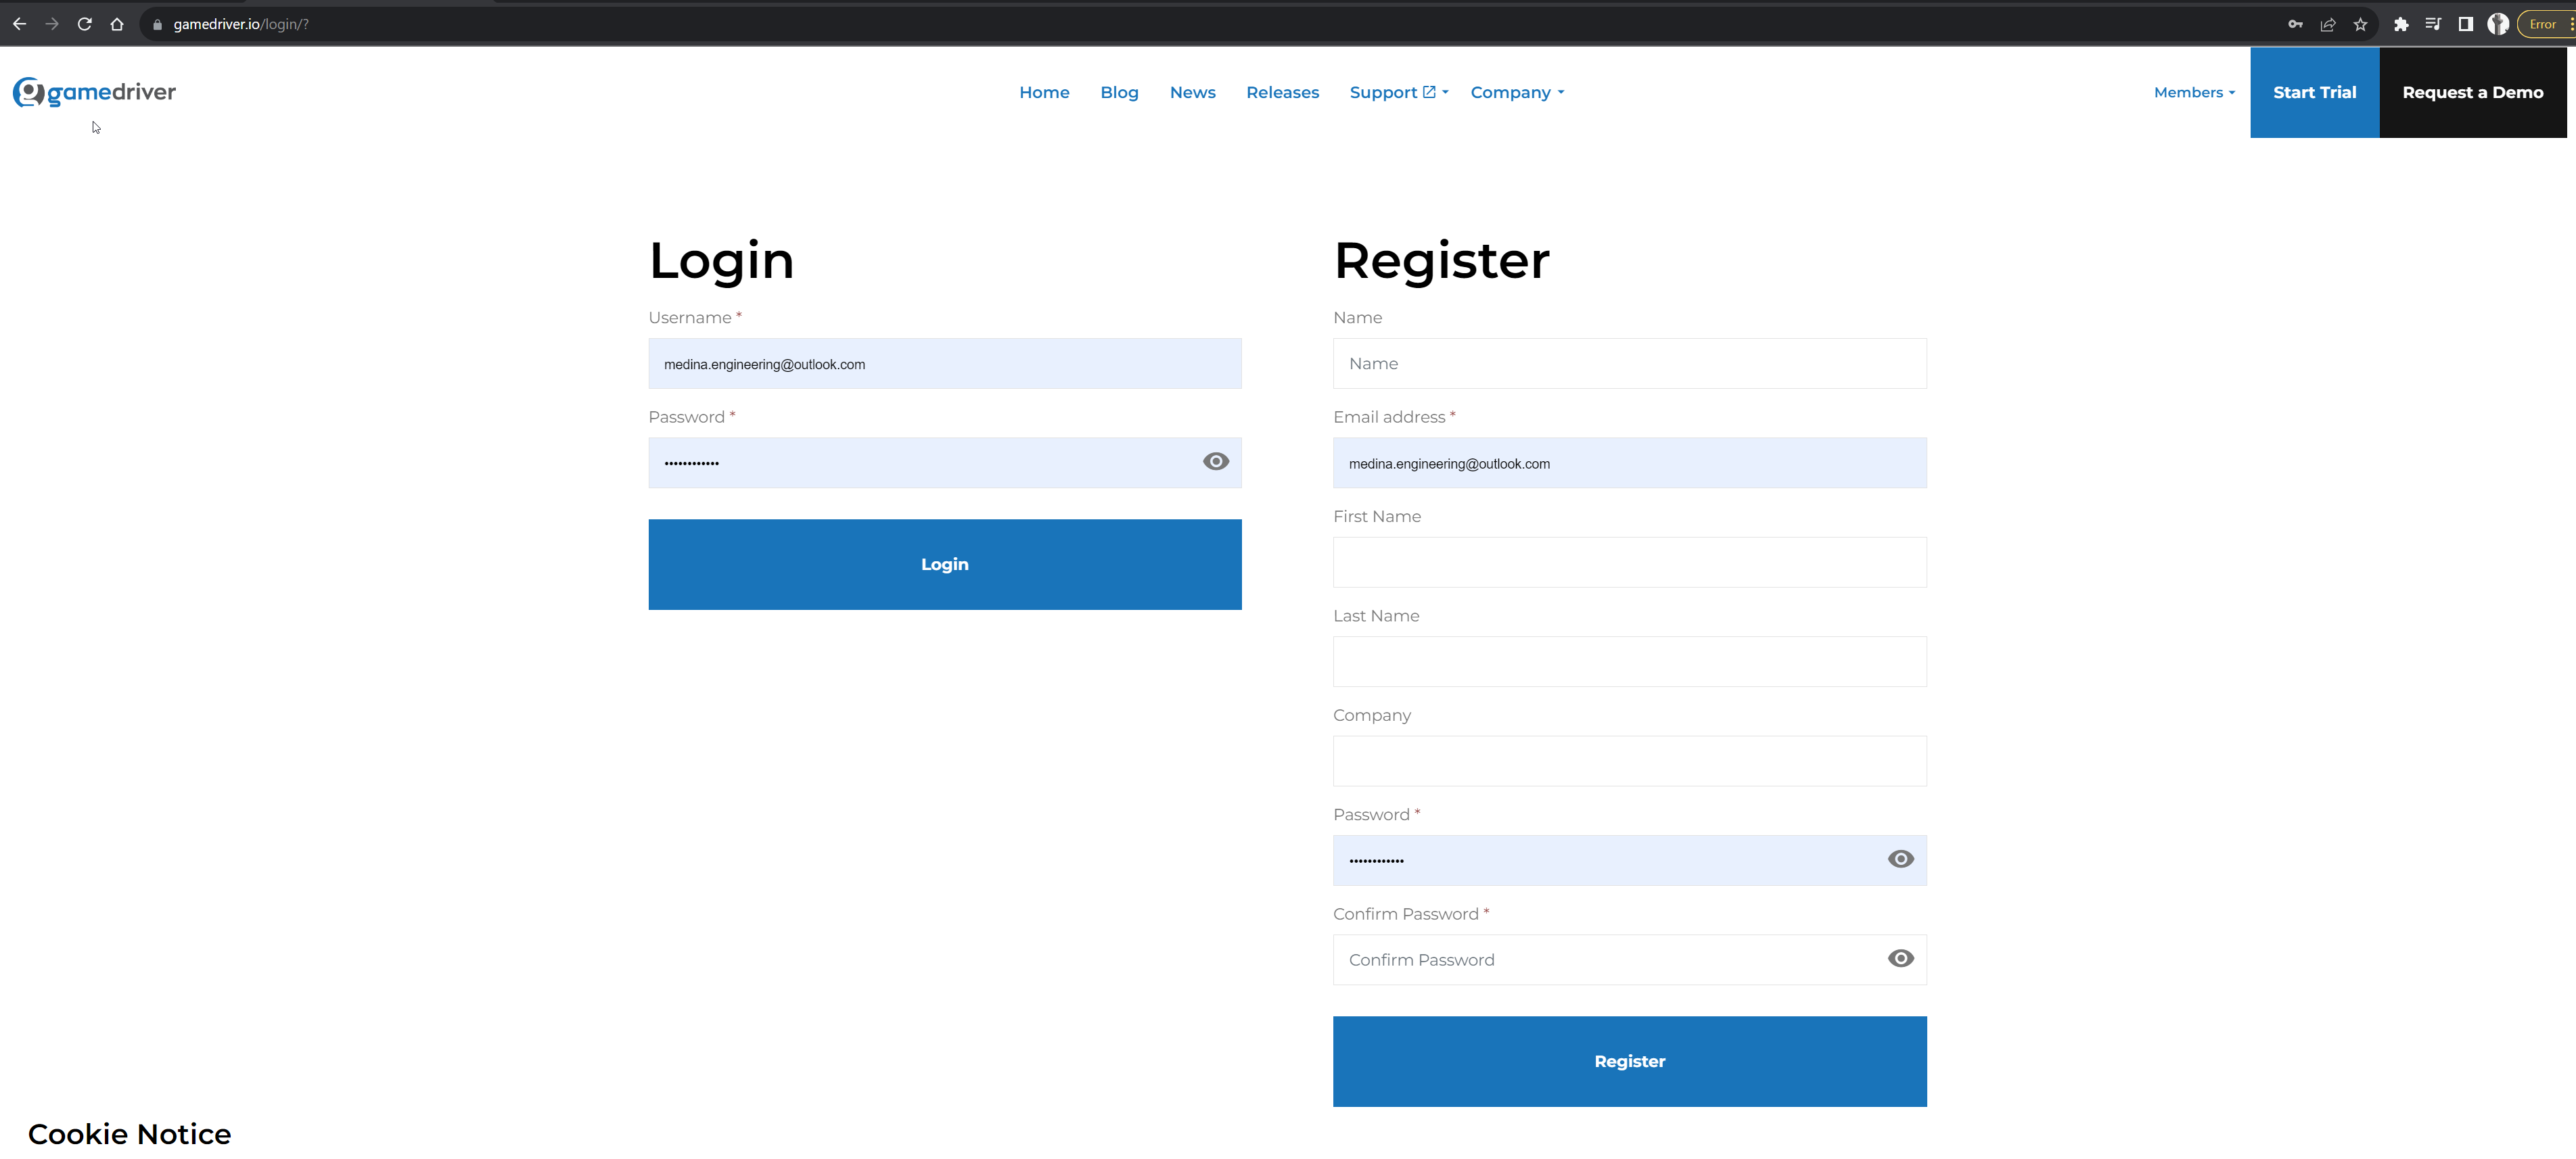 gamedriver.io/login/?
Error
gamedriver
Home Blog News Releases Support Company
Members Start Trial Request a Demo
Login
Username *
medina.engineering@outlook.com
Password *
••••••••••••
Login
Register
Name
Name
Email address *
medina.engineering@outlook.com
First Name
Last Name
Company
Password *
••••••••••••
Confirm Password *
Confirm Password
Register
Cookie Notice